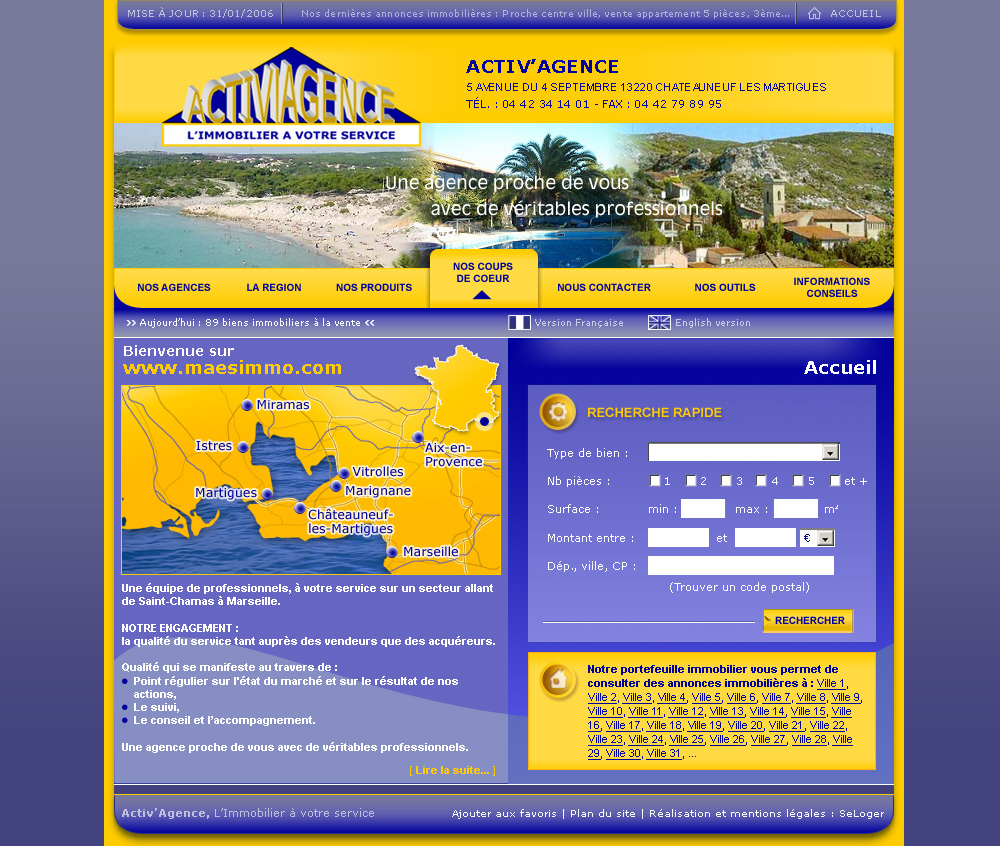 MISE À JOUR : 31/01/2006
Nos dernières annonces immobilières : Proche centre ville, vente appartement 5 pièces, 3ème...
ACCUEIL
ACTIV'AGENCE
L'IMMOBILIER A VOTRE SERVICE
ACTIV'AGENCE
5 AVENUE DU 4 SEPTEMBRE 13220 CHATEAUNEUF LES MARTIGUES
TÉL. : 04 42 34 14 01 - FAX : 04 42 79 89 95
Une agence proche de vous
avec de véritables professionnels
NOS AGENCES
LA REGION
NOS PRODUITS
NOS COUPS
DE COEUR
NOUS CONTACTER
NOS OUTILS
INFORMATIONS
CONSEILS
>> Aujourd'hui : 89 biens immobiliers à la vente <<
Version Française
English version
Bienvenue sur
www.maesimmo.com
Miramas
Istres
Aix-en-
Provence
Vitrolles
Martigues
Marignane
Châteauneuf-
les-Martigues
Marseille
Une équipe de professionnels, à votre service sur un secteur allant
de Saint-Chamas à Marseille.
NOTRE ENGAGEMENT :
la qualité du service tant auprès des vendeurs que des acquéreurs.
Qualité qui se manifeste au travers de :
Point régulier sur l'état du marché et sur le résultat de nos
actions,
Le suivi,
Le conseil et l'accompagnement.
Une agence proche de vous avec de véritables professionnels.
[ Lire la suite... ]
Accueil
RECHERCHE RAPIDE
Type de bien :
Nb pièces : 1 2 3 4 5 et +
Surface : min : max : m²
Montant entre : et €
Dép., ville, CP :
(Trouver un code postal)
RECHERCHER
Notre portefeuille immobilier vous permet de
consulter des annonces immobilières à : Ville 1,
Ville 2, Ville 3, Ville 4, Ville 5, Ville 6, Ville 7, Ville 8, Ville 9,
Ville 10, Ville 11, Ville 12, Ville 13, Ville 14, Ville 15, Ville
16, Ville 17, Ville 18, Ville 19, Ville 20, Ville 21, Ville 22,
Ville 23, Ville 24, Ville 25, Ville 26, Ville 27, Ville 28, Ville
29, Ville 30, Ville 31, ...
Activ'Agence, L'Immobilier à votre service
Ajouter aux favoris | Plan du site | Réalisation et mentions légales : SeLoger